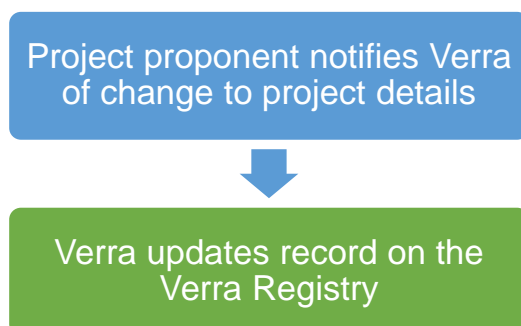 Project proponent notifies Verra
of change to project details
Verra updates record on the
Verra Registry